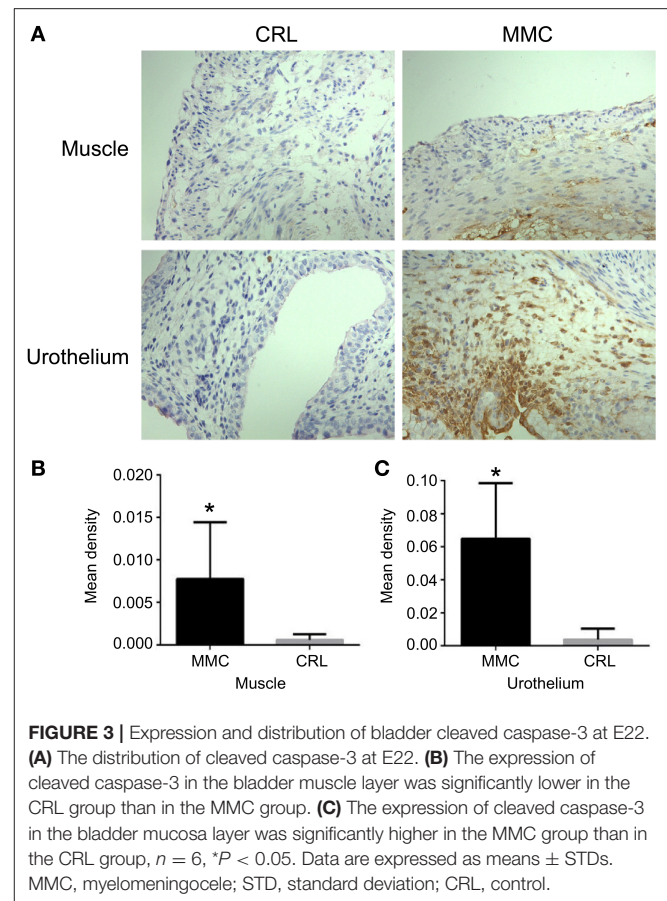 A
CRL MMC
Muscle
Urothelium
B
0.020
0.015
0.010
0.005
0.000
Mean density
*
MMC CRL
Muscle
C
0.10
0.08
0.06
0.04
0.02
0.00
Mean density
*
MMC CRL
Urothelium
FIGURE 3 | Expression and distribution of bladder cleaved caspase-3 at E22.
(A) The distribution of cleaved caspase-3 at E22. (B) The expression of
cleaved caspase-3 in the bladder muscle layer was significantly lower in the
CRL group than in the MMC group. (C) The expression of cleaved caspase-3
in the bladder mucosa layer was significantly higher in the MMC group than in
the CRL group, n = 6, *P < 0.05. Data are expressed as means ± STDs.
MMC, myelomeningocele; STD, standard deviation; CRL, control.